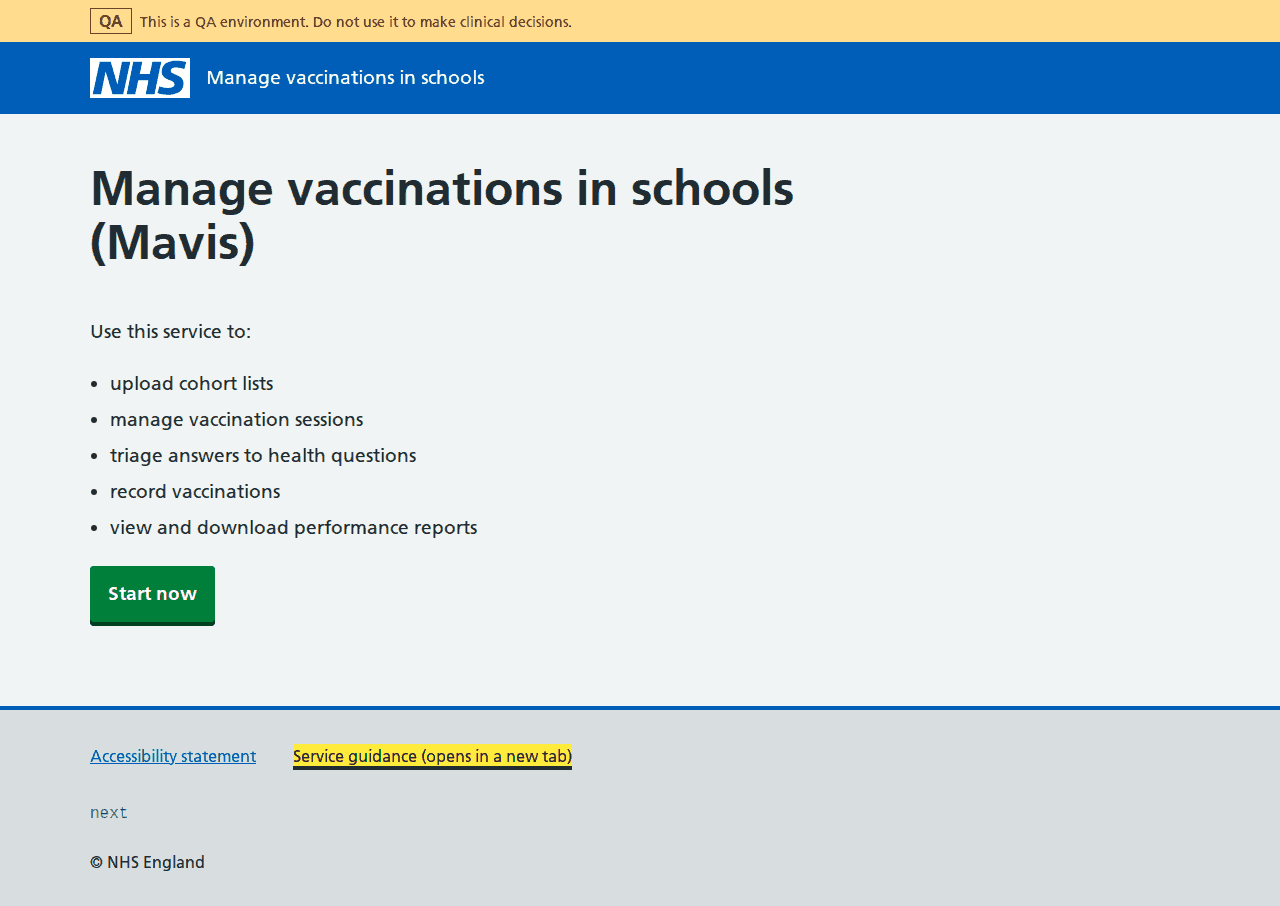 QA This is a QA environment. Do not use it to make clinical decisions.
NHS Manage vaccinations in schools
Manage vaccinations in schools
(Mavis)
Use this service to:
• upload cohort lists
• manage vaccination sessions
• triage answers to health questions
• record vaccinations
• view and download performance reports
Start now
Accessibility statement Service guidance (opens in a new tab)
next
© NHS England